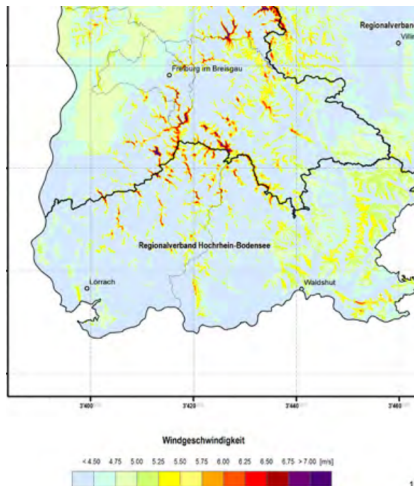 Regionalverband
Ville
Freiburg im Breisgau
Regionalverband Hochrhein-Bodensee
Lörrach
Waldshut
3'400 3'420 3'440 3'460
Windgeschwindigkeit
< 4.50 4.75 5.00 5.25 5.50 5.75 6.00 6.25 6.50 6.75 > 7.00 [m/s]
1